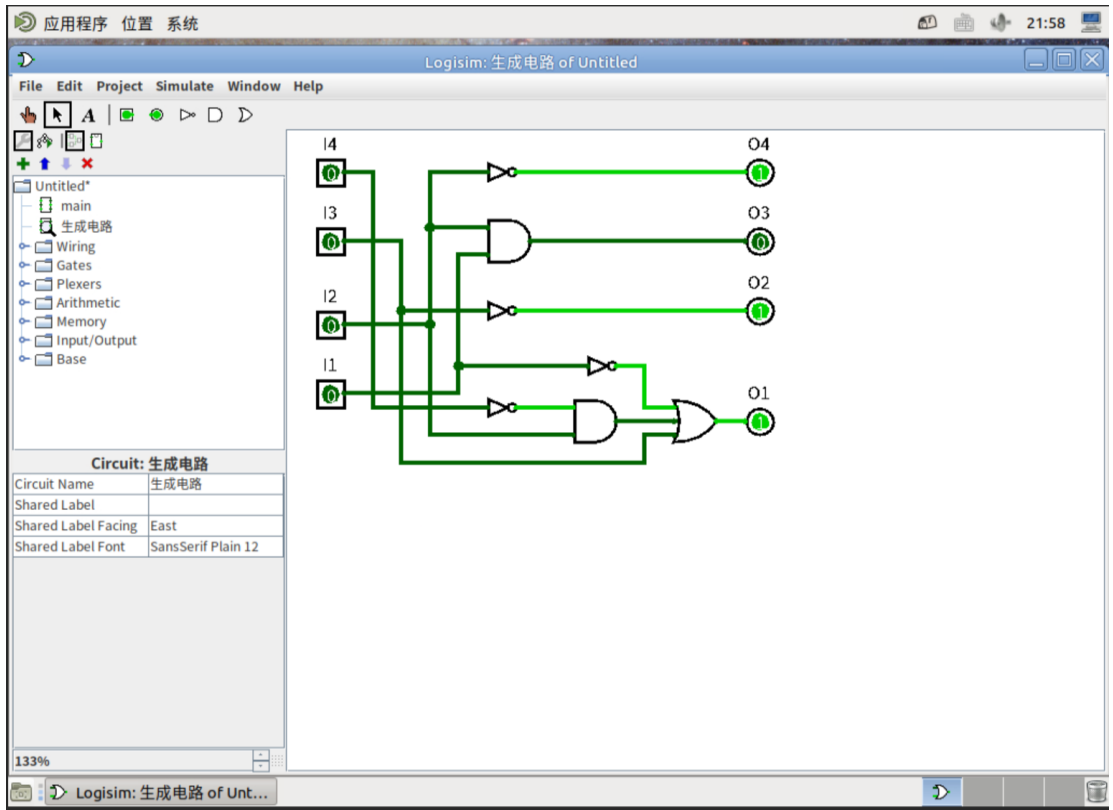 应用程序 位置 系统 21:58
Logisim: 生成电路 of Untitled
File Edit Project Simulate Window Help
A
Untitled*
main
生成电路
Wiring
Gates
Plexers
Arithmetic
Memory
Input/Output
Base
Circuit: 生成电路
Circuit Name 生成电路
Shared Label
Shared Label Facing East
Shared Label Font SansSerif Plain 12
133%
I4
0
I3
0
I2
0
I1
0
O4
1
O3
0
O2
1
O1
1
Logisim: 生成电路 of Unt...